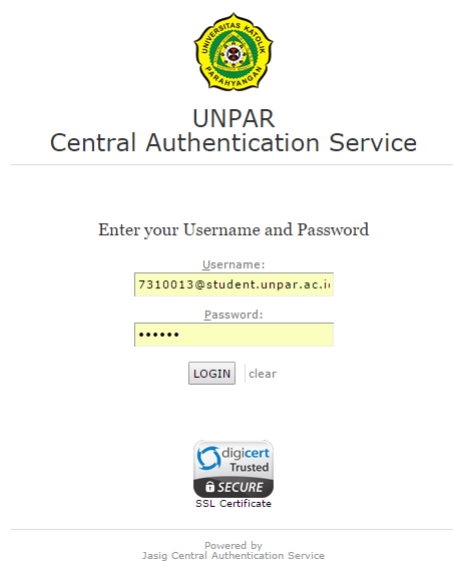 UNIVERSITAS KATOLIK
PARAHYANGAN
UNPAR
Central Authentication Service
Enter your Username and Password
Username:
7310013@student.unpar.ac.i
Password:
••••••
LOGIN clear
digicert
Trusted
SECURE
SSL Certificate
Powered by
Jasig Central Authentication Service